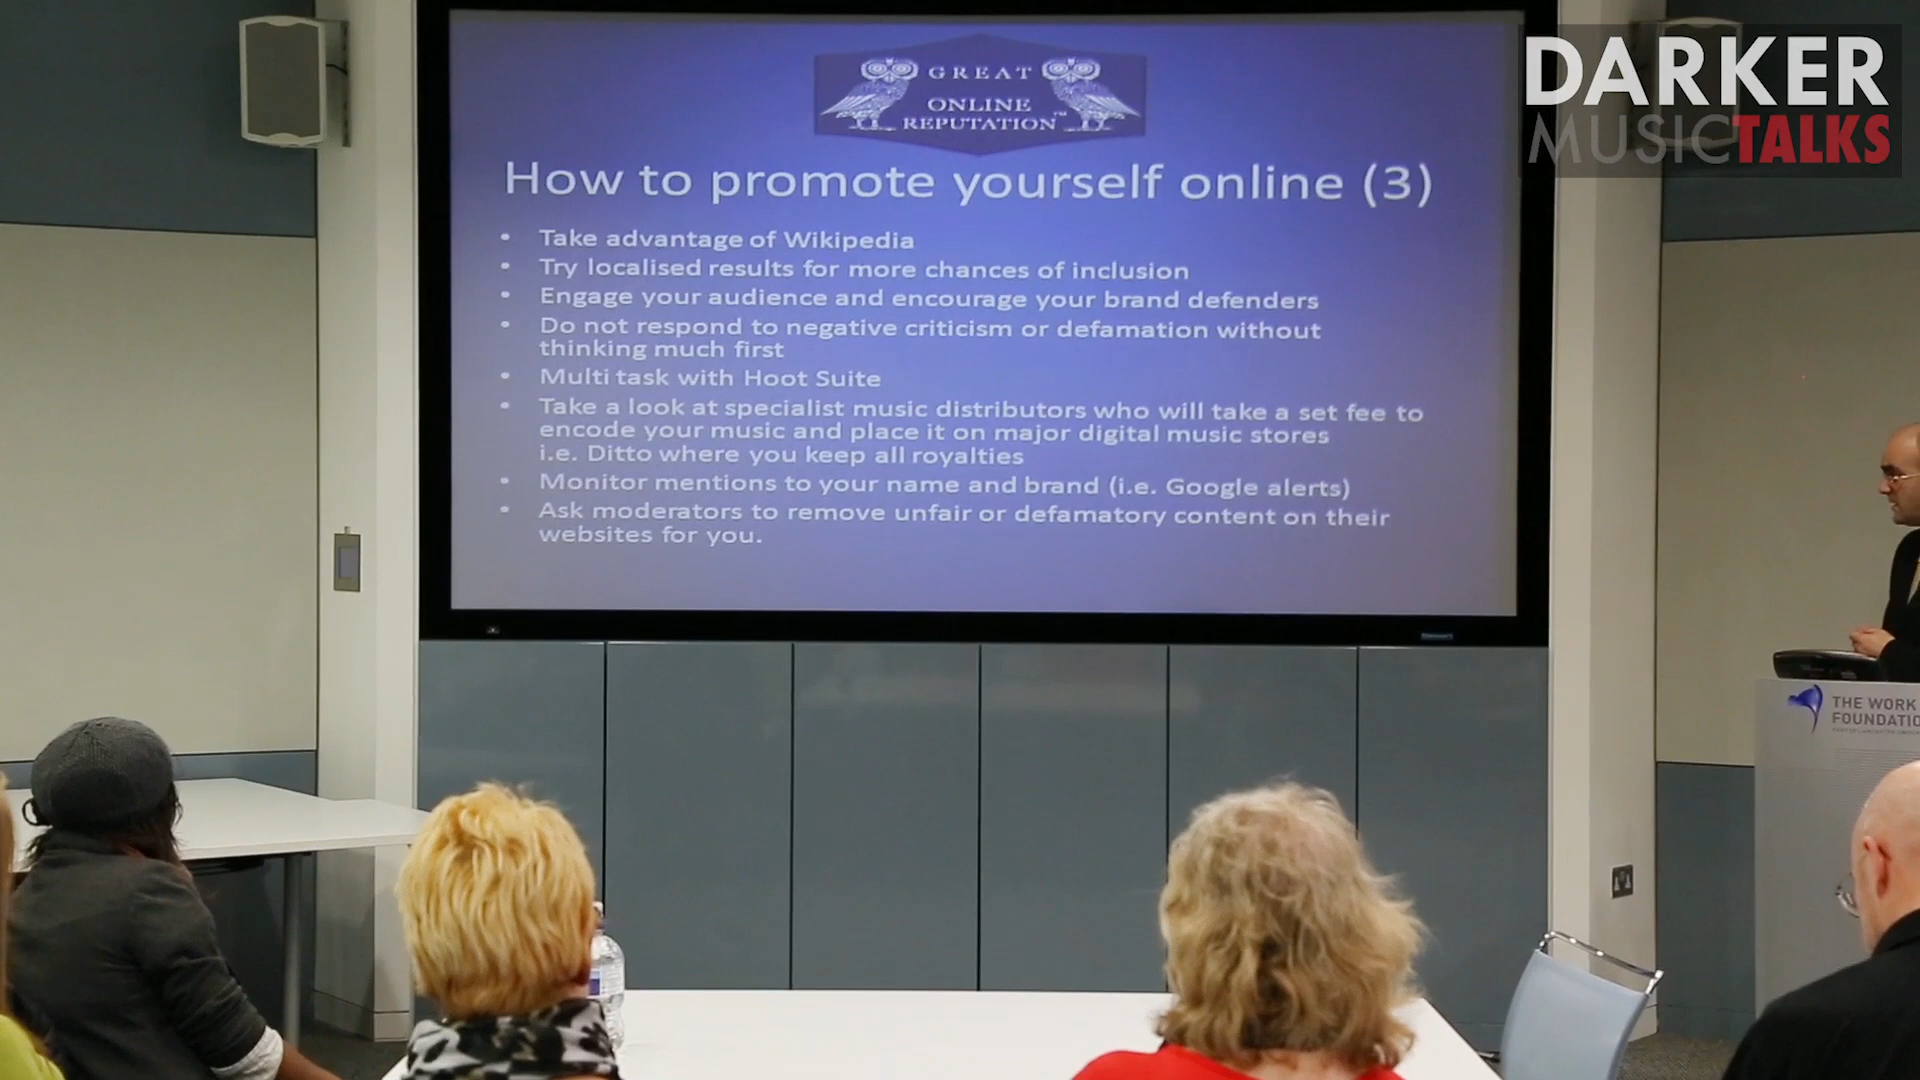 DARKER
MUSICTALKS
GREAT
ONLINE
REPUTATION™
How to promote yourself online (3)
• Take advantage of Wikipedia
• Try localised results for more chances of inclusion
• Engage your audience and encourage your brand defenders
• Do not respond to negative criticism or defamation without
thinking much first
• Multi task with Hoot Suite
• Take a look at specialist music distributors who will take a set fee to
encode your music and place it on major digital music stores
i.e. Ditto where you keep all royalties
• Monitor mentions to your name and brand (i.e. Google alerts)
• Ask moderators to remove unfair or defamatory content on their
websites for you.
THE WORK
FOUNDATIO